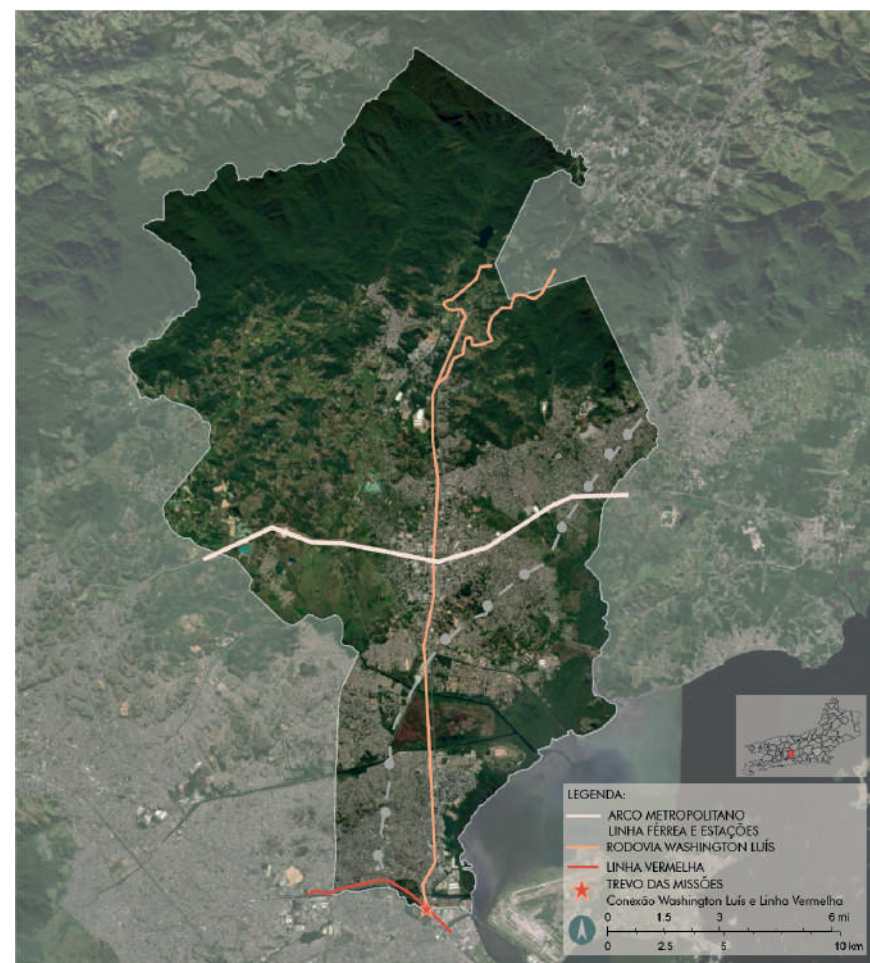 LEGENDA:
ARCO METROPOLITANO
LINHA FÉRREA E ESTAÇÕES
RODOVIA WASHINGTON LUÍS
LINHA VERMELHA
TREVO DAS MISSÕES
Conexão Washington Luís e Linha Vermelha
0 1.5 3 6 mi
0 2.5 5 10 km